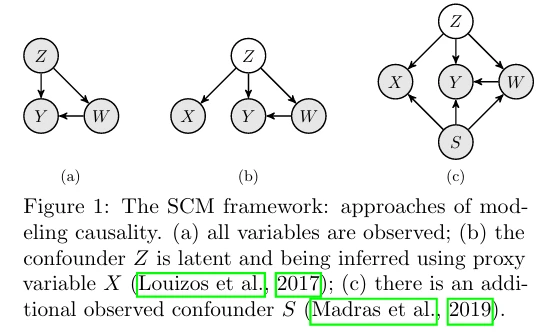 Z
Y
W
(a)
Z
X
Y
W
(b)
Z
X
Y
W
S
(c)
Figure 1: The SCM framework: approaches of mod-
eling causality. (a) all variables are observed; (b) the
confounder Z is latent and being inferred using proxy
variable X (Louizos et al., 2017); (c) there is an addi-
tional observed confounder S (Madras et al., 2019).